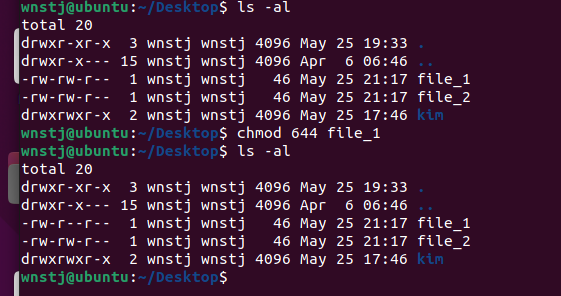 wnstj@ubuntu:~/Desktop$ ls -al
total 20
drwxr-xr-x  3 wnstj wnstj 4096 May 25 19:33 .
drwxr-x--- 15 wnstj wnstj 4096 Apr  6 06:46 ..
-rw-rw-r--  1 wnstj wnstj   46 May 25 21:17 file_1
-rw-rw-r--  1 wnstj wnstj   46 May 25 21:17 file_2
drwxrwxr-x  2 wnstj wnstj 4096 May 25 17:46 kim
wnstj@ubuntu:~/Desktop$ chmod 644 file_1
wnstj@ubuntu:~/Desktop$ ls -al
total 20
drwxr-xr-x  3 wnstj wnstj 4096 May 25 19:33 .
drwxr-x--- 15 wnstj wnstj 4096 Apr  6 06:46 ..
-rw-r--r--  1 wnstj wnstj   46 May 25 21:17 file_1
-rw-rw-r--  1 wnstj wnstj   46 May 25 21:17 file_2
drwxrwxr-x  2 wnstj wnstj 4096 May 25 17:46 kim
wnstj@ubuntu:~/Desktop$